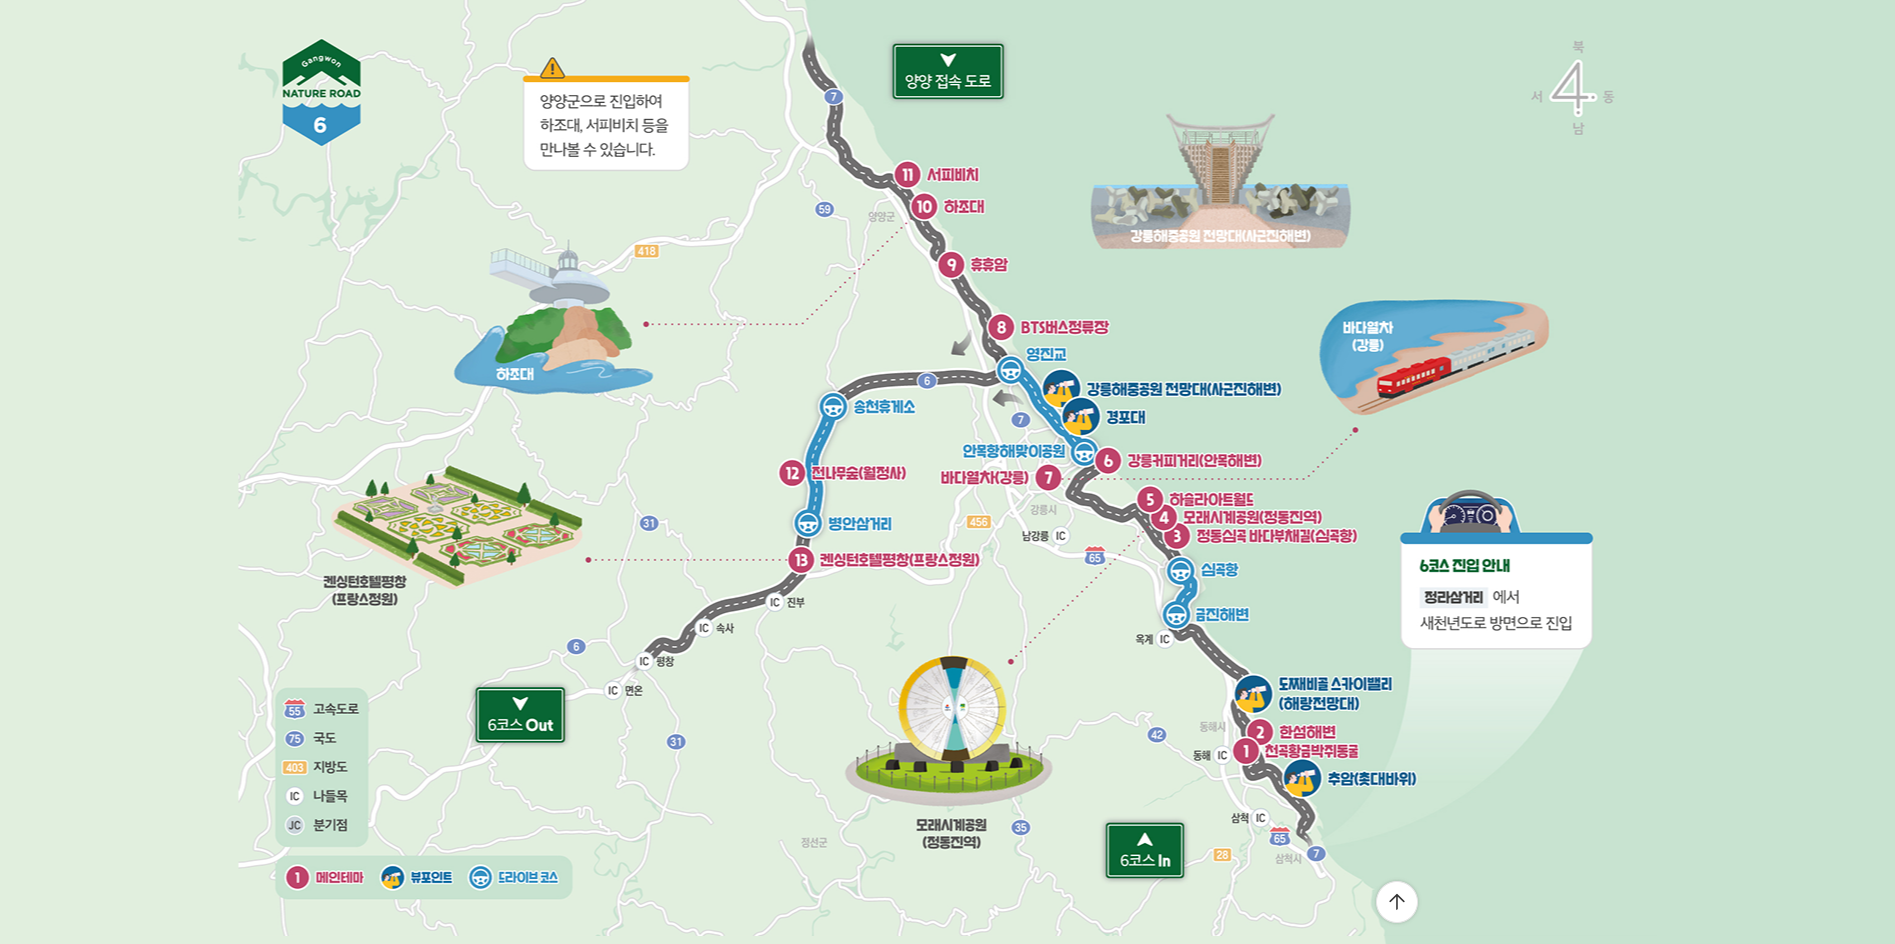 Gangwon
NATURE ROAD
6
양양군으로 진입하여
하조대, 서피비치 등을
만나볼 수 있습니다.
양양 접속 도로
북
서
동
남
7
11 서피비치
10 하조대
59
양양군
418
9 휴휴암
강릉해중공원 전망대(사근진해변)
하조대
8 BTS버스정류장
영진교
바다열차
(강릉)
6
송천휴게소
강릉해중공원 전망대(사근진해변)
7
경포대
안목항해맞이공원
6 강릉커피거리(안목해변)
12 전나무숲(월정사)
바다열차(강릉) 7
5 하슬라아트월드
강릉시
4 모래시계공원(정동진역)
3 정동심곡 바다부채길(심곡항)
31
병안삼거리
456
남강릉 IC
65
13 켄싱턴호텔평창(프랑스정원)
심곡항
켄싱턴호텔평창
(프랑스정원)
6코스 진입 안내
정라삼거리 에서
새천년도로 방면으로 진입
IC 진부
금진해변
IC 속사
옥계 IC
6
IC 평창
IC 면온
도째비골 스카이밸리
(해랑전망대)
6코스 Out
55 고속도로
75 국도
403 지방도
IC 나들목
JC 분기점
31
42
동해시
2 한섬해변
동해 IC
1 천곡황금박쥐동굴
추암(촛대바위)
모래시계공원
(정동진역)
35
정선군
삼척 IC
65
6코스 In
28
삼척시
7
1 메인테마
뷰포인트
드라이브 코스